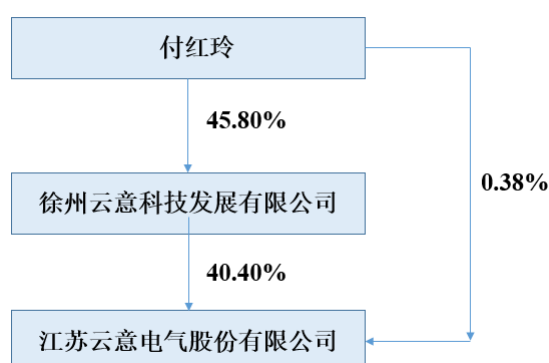 付红玲
45.80%
0.38%
徐州云意科技发展有限公司
40.40%
江苏云意电气股份有限公司